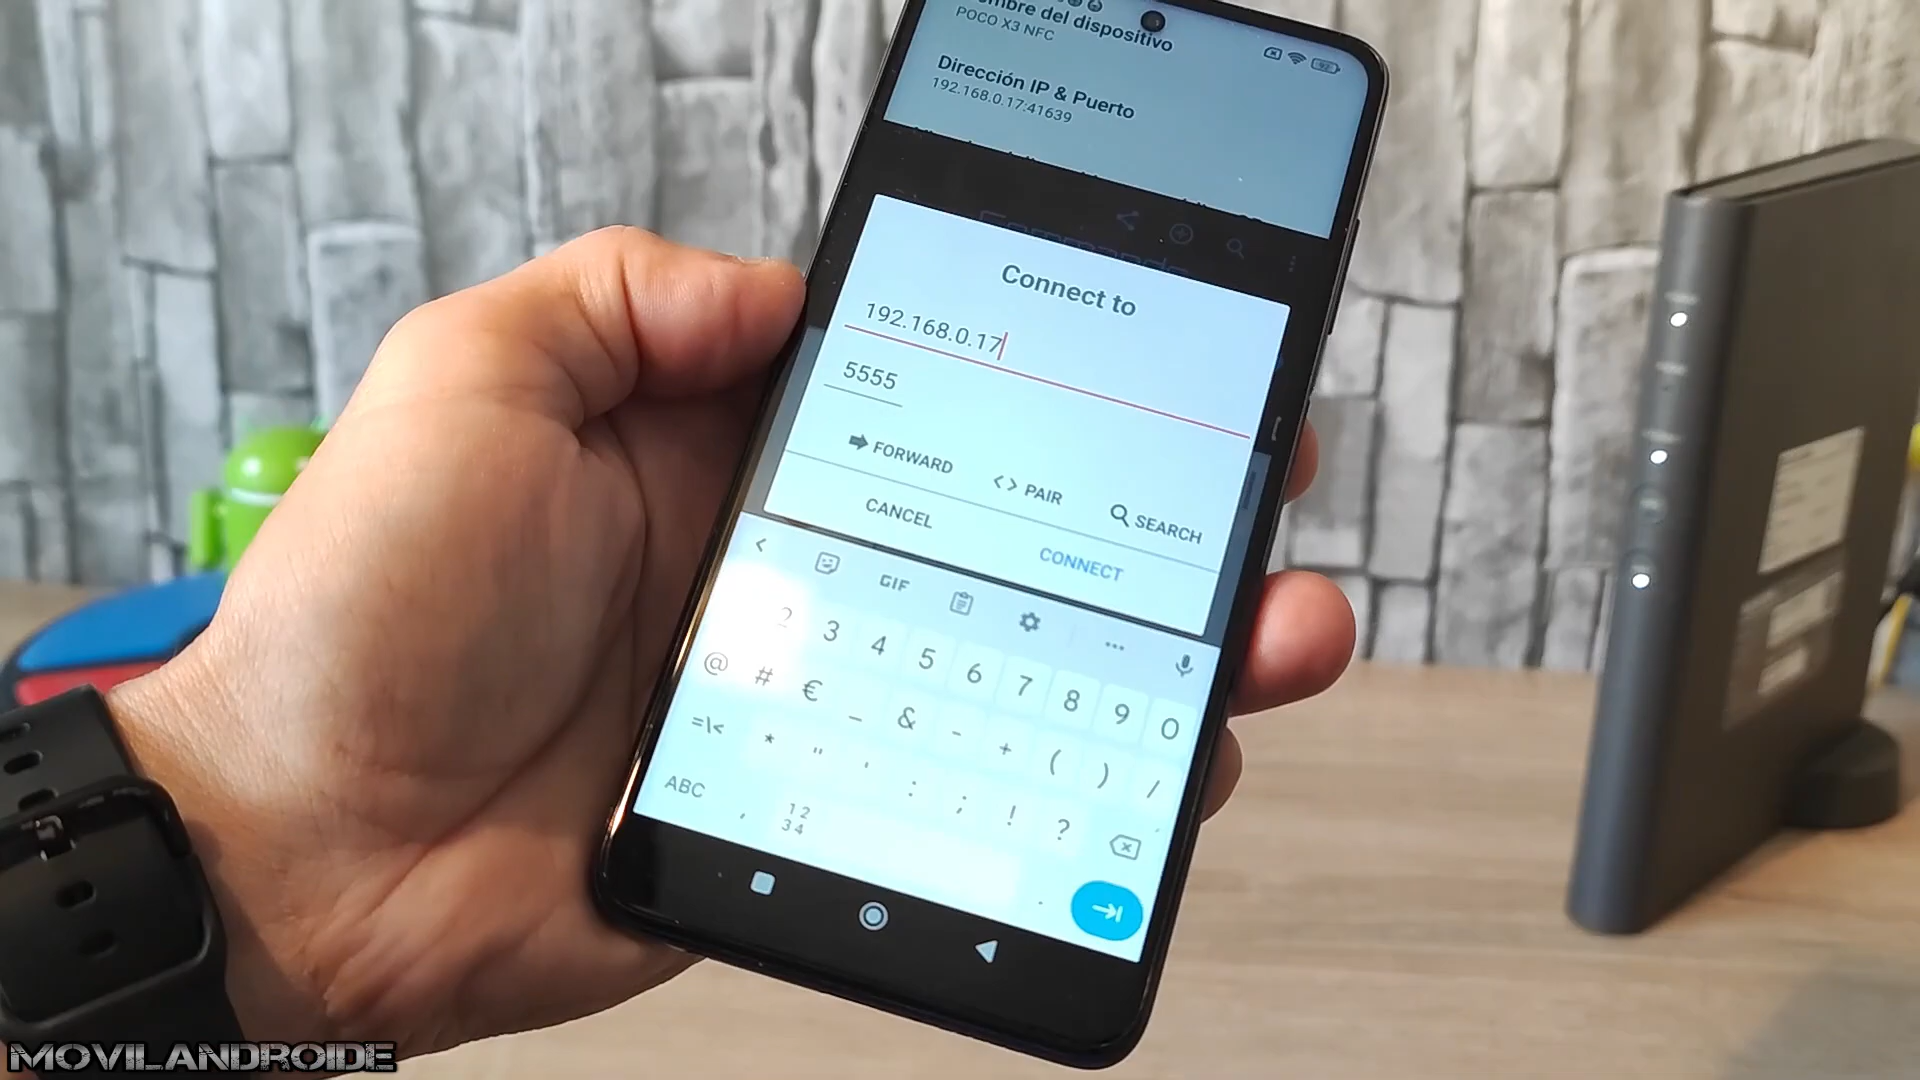 Nombre del dispositivo
POCO X3 NFC
Dirección IP & Puerto
192.168.0.17:41639
Connect to
192.168.0.17
5555
FORWARD
<> PAIR
SEARCH
CANCEL
CONNECT
GIF
2 3 4 5 6 7 8 9 0
@ # € _ & - + ( ) /
=\< * " ' : ; ! ?
ABC , 12 34 .
MOVILANDROIDE